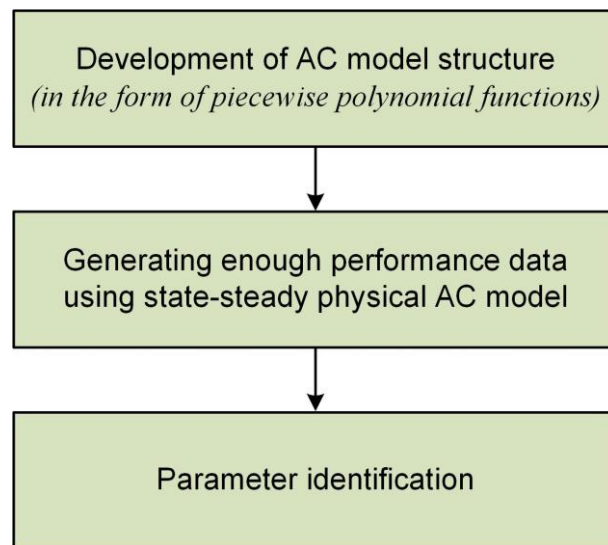 Development of AC model structure
(in the form of piecewise polynomial functions)
Generating enough performance data
using state-steady physical AC model
Parameter identification